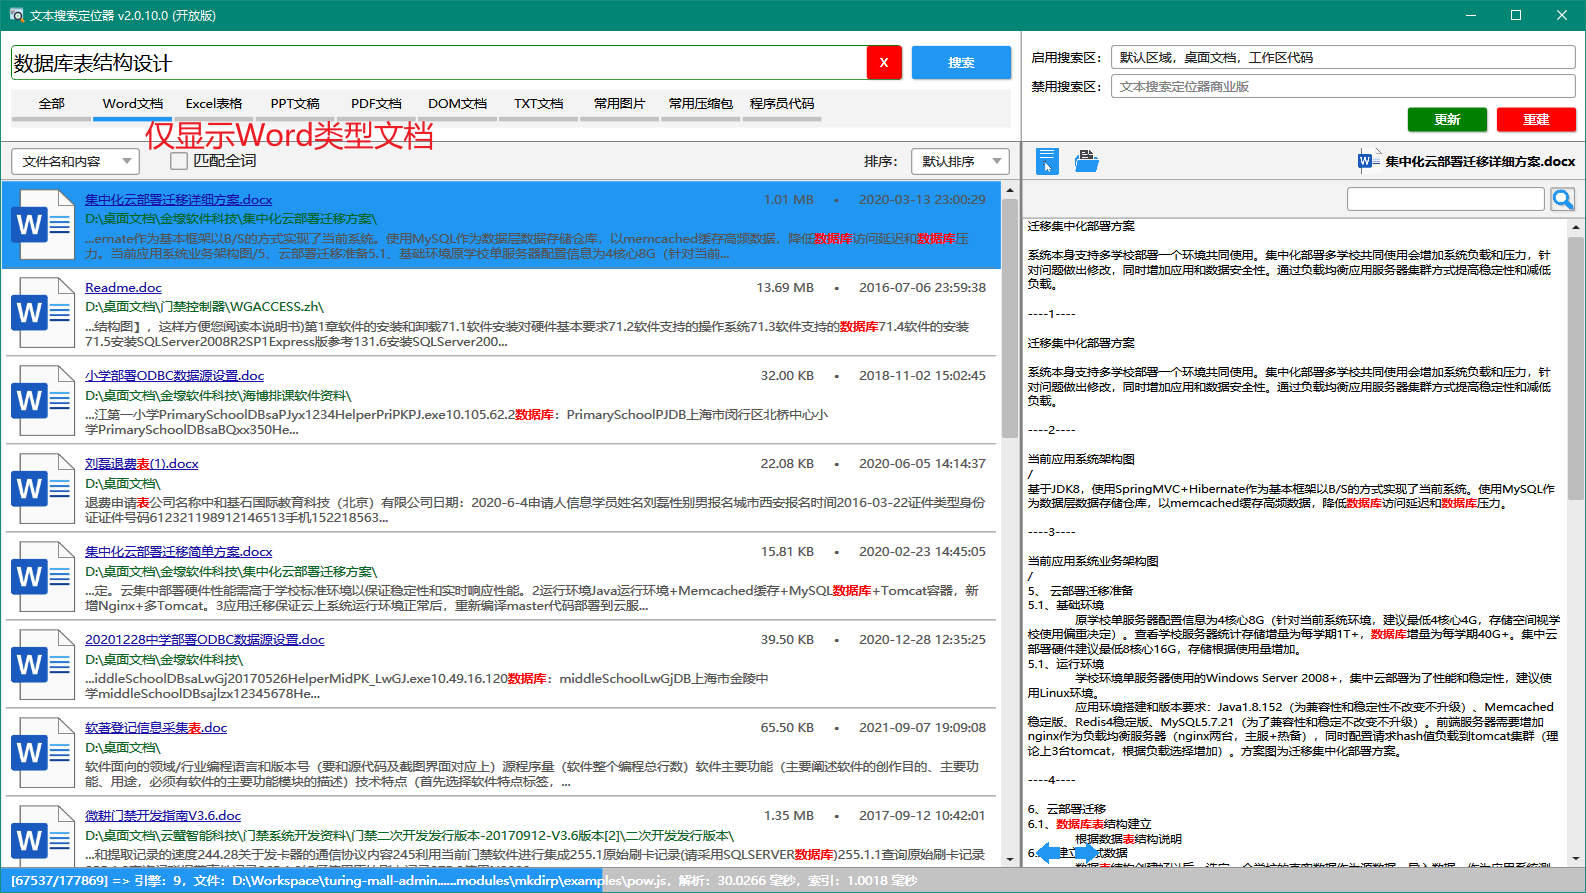 文本搜索定位器 v2.0.10.0 (开放版)
数据库表结构设计
X
搜索
全部
Word文档
Excel表格
PPT文稿
PDF文档
DOM文档
TXT文档
常用图片
常用压缩包
程序员代码
仅显示Word类型文档
启用搜索区：
默认区域，桌面文档，工作区代码
禁用搜索区：
文本搜索定位器商业版
更新
重建
文件名和内容
匹配全词
排序：
默认排序
集中化云部署迁移详细方案.docx
集中化云部署迁移详细方案.docx 1.01 MB • 2020-03-13 23:00:29
D:\桌面文档\金壕软件科技\集中化云部署迁移方案\
...ernate作为基本框架以B/S的方式实现了当前系统。使用MySQL作为数据层数据存储仓库，以memcached缓存高频数据，降低数据库访问延迟和数据库压
力。当前应用系统业务架构图/5、云部署迁移准备5.1、基础环境原学校单服务器配置信息为4核心8G（针对当前...
Readme.doc 13.69 MB • 2016-07-06 23:59:38
D:\桌面文档\门禁控制器\WGACCESS.zh\
...结构图】，这样方便您阅读本说明书)第1章软件的安装和卸载71.1软件安装对硬件基本要求71.2软件支持的操作系统71.3软件支持的数据库71.4软件的安装
71.5安装SQLServer2008R2SP1Express版参考131.6安装SQLServer200...
小学部署ODBC数据源设置.doc 32.00 KB • 2018-11-02 15:02:45
D:\桌面文档\金壕软件科技\海博排课软件资料\
...江第一小学PrimarySchoolDBsaPJyx1234HelperPriPKPJ.exe10.105.62.2数据库：PrimarySchoolPJDB上海市闵行区北桥中心小
学PrimarySchoolDBsaBQxx350He...
刘磊退费表(1).docx 22.08 KB • 2020-06-05 14:14:37
D:\桌面文档\
退费申请表公司名称中和基石国际教育科技（北京）有限公司日期：2020-6-4申请人信息学员姓名刘磊性别男报名城市西安报名时间2016-03-22证件类型身份
证证件号码612321198912146513手机152218563...
集中化云部署迁移简单方案.docx 15.81 KB • 2020-02-23 14:45:05
D:\桌面文档\金壕软件科技\集中化云部署迁移方案\
...定。云集中部署硬件性能需高于学校标准环境以保证稳定性和实时响应性能。2运行环境Java运行环境+Memcached缓存+MySQL数据库+Tomcat容器，新
增Nginx+多Tomcat。3应用迁移保证云上系统运行环境正常后，重新编译master代码部署到云服...
20201228中学部署ODBC数据源设置.doc 39.50 KB • 2020-12-28 12:35:25
D:\桌面文档\金壕软件科技\
...iddleSchoolDBsaLwGj20170526HelperMidPK_LwGJ.exe10.49.16.120数据库：middleSchoolLwGjDB上海市金陵中
学middleSchoolDBsajlzx12345678He...
软著登记信息采集表.doc 65.50 KB • 2021-09-07 19:09:08
D:\桌面文档\
软件面向的领域/行业编程语言和版本号（要和源代码及截图界面对应上）源程序量（软件整个编程总行数）软件主要功能（主要阐述软件的创作目的、主要功
能、用途，必须有软件的主要功能模块的描述）技术特点（首先选择软件特点标签，...
微耕门禁开发指南V3.6.doc 1.35 MB • 2017-09-12 10:42:01
D:\桌面文档\云蠶智能科技\门禁系统开发资料\门禁二次开发发行版本-20170912-V3.6版本[2]\二次开发发行版本\
...和提取记录的速度244.28关于发卡器的通信协议内容245利用当前门禁软件进行集成255.1原始刷卡记录(请采用SQLSERVER数据库)255.1.1查询原始刷卡记录
迁移集中化部署方案
系统本身支持多学校部署一个环境共同使用。集中化部署多学校共同使用会增加系统负载和压力，针
对问题做出修改，同时增加应用和数据安全性。通过负载均衡应用服务器集群方式提高稳定性和减低
负载。
----1----
迁移集中化部署方案
系统本身支持多学校部署一个环境共同使用。集中化部署多学校共同使用会增加系统负载和压力，针
对问题做出修改，同时增加应用和数据安全性。通过负载均衡应用服务器集群方式提高稳定性和减低
负载。
----2----
当前应用系统架构图
/
基于JDK8，使用SpringMVC+Hibernate作为基本框架以B/S的方式实现了当前系统。使用MySQL作
为数据层数据存储仓库，以memcached缓存高频数据，降低数据库访问延迟和数据库压力。
----3----
当前应用系统业务架构图
/
5、 云部署迁移准备
5.1、基础环境
原学校单服务器配置信息为4核心8G（针对当前系统环境，建议最低4核心4G，存储空间视学
校使用偏重决定）。查看学校服务器统计存储增量为每学期1T+，数据库增量为每学期40G+。集中云
部署硬件建议最低8核心16G，存储根据使用量增加。
5.1、运行环境
学校环境单服务器使用的Windows Server 2008+，集中云部署为了性能和稳定性，建议使
用Linux环境。
应用环境搭建和版本要求：Java1.8.152（为兼容性和稳定性不改变不升级）、Memcached
稳定版、Redis4稳定版、MySQL5.7.21（为了兼容性和稳定不改变不升级）。前端服务器需要增加
nginx作为负载均衡服务器（nginx两台，主服+热备），同时配置请求hash值负载到tomcat集群（理
论上3台tomcat，根据负载选择增加）。方案图为迁移集中化部署方案。
----4----
6、云部署迁移
6.1、数据库表结构建立
根据数据表结构说明
[67537/177869] => 引擎：9，文件：D:\Workspace\turing-mall-admin......modules\mkdirp\examples\pow.js，解析：30.0266 毫秒，索引：1.0018 毫秒